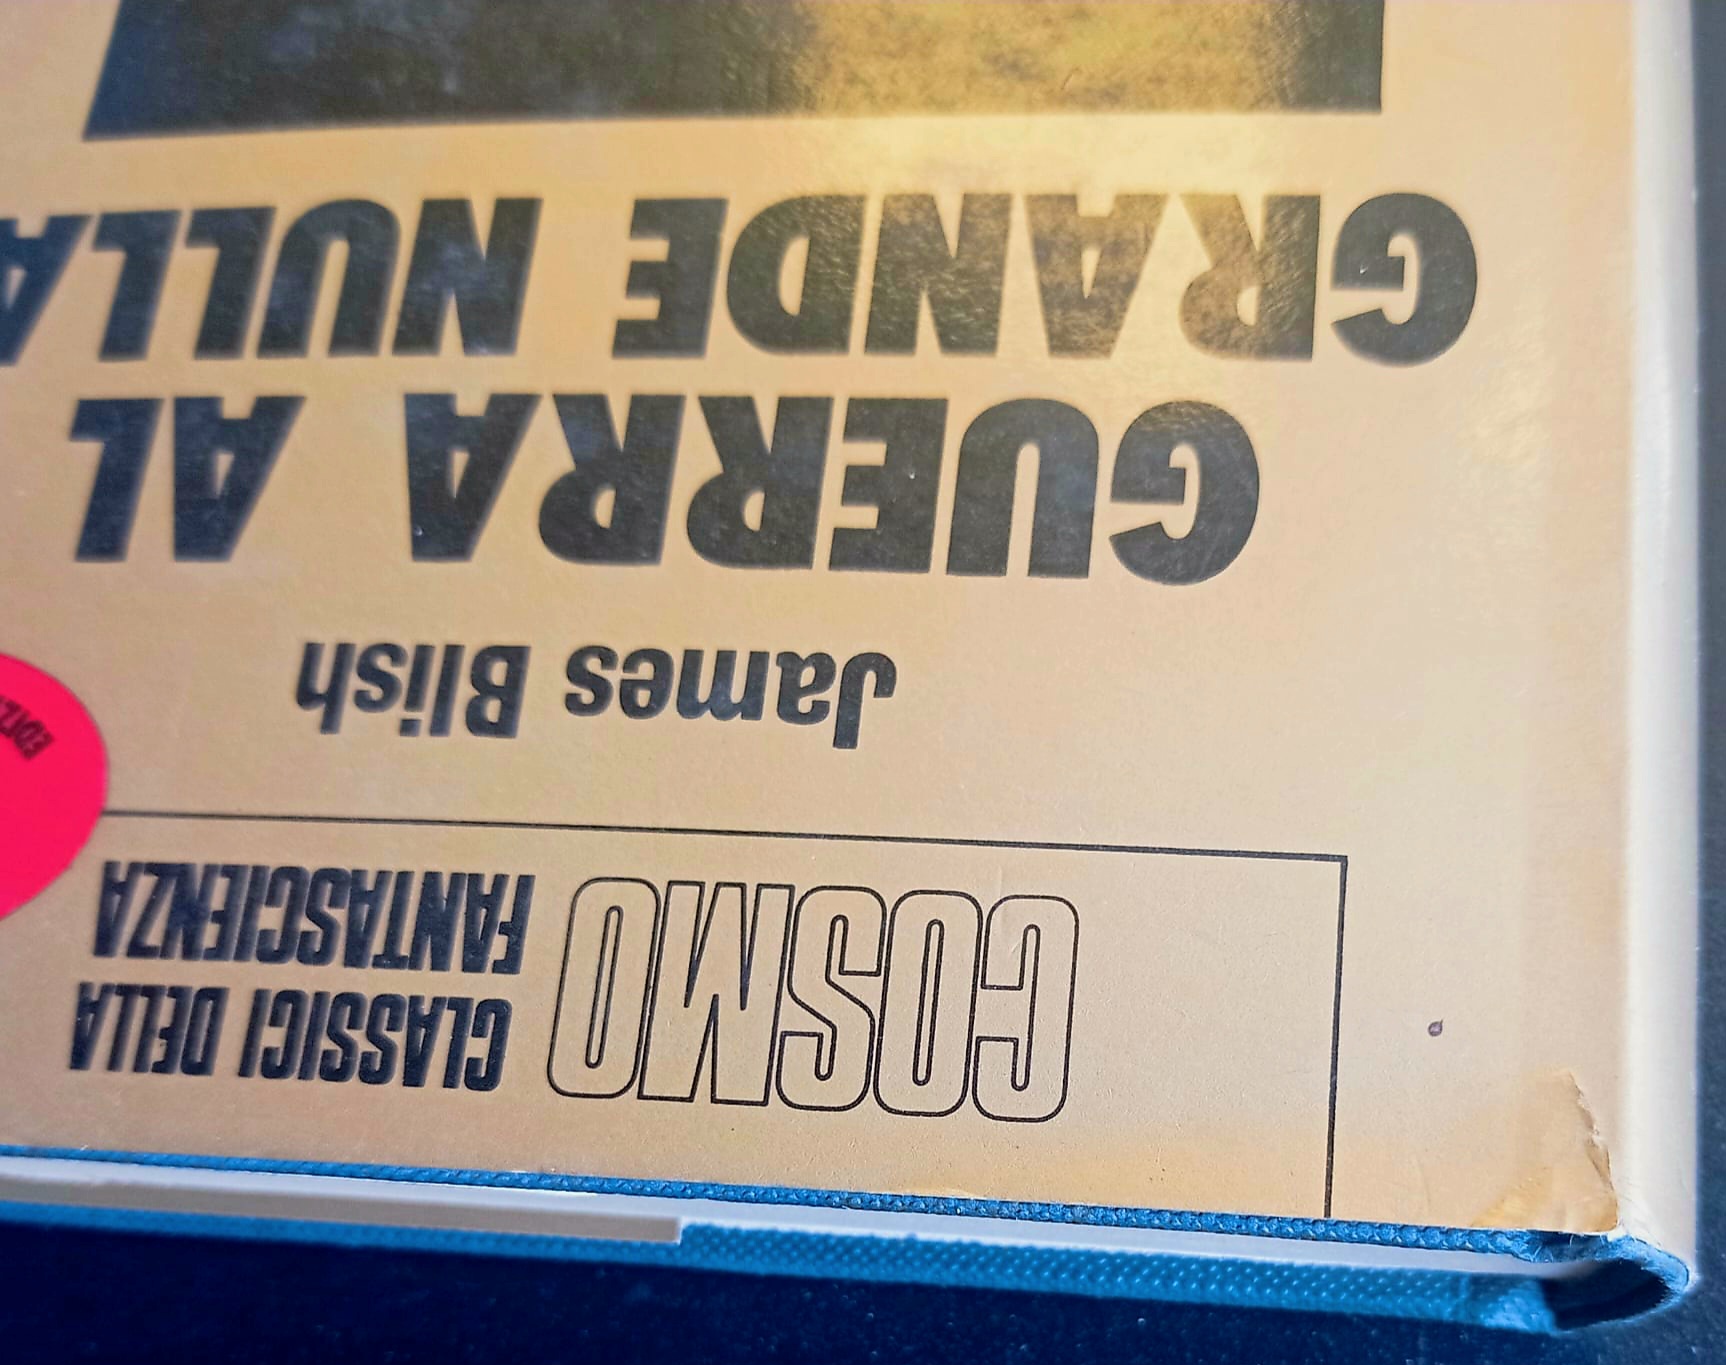 COSMO
CLASSICI DELLA
FANTASCIENZA
James Blish
GUERRA AL
GRANDE NULLA